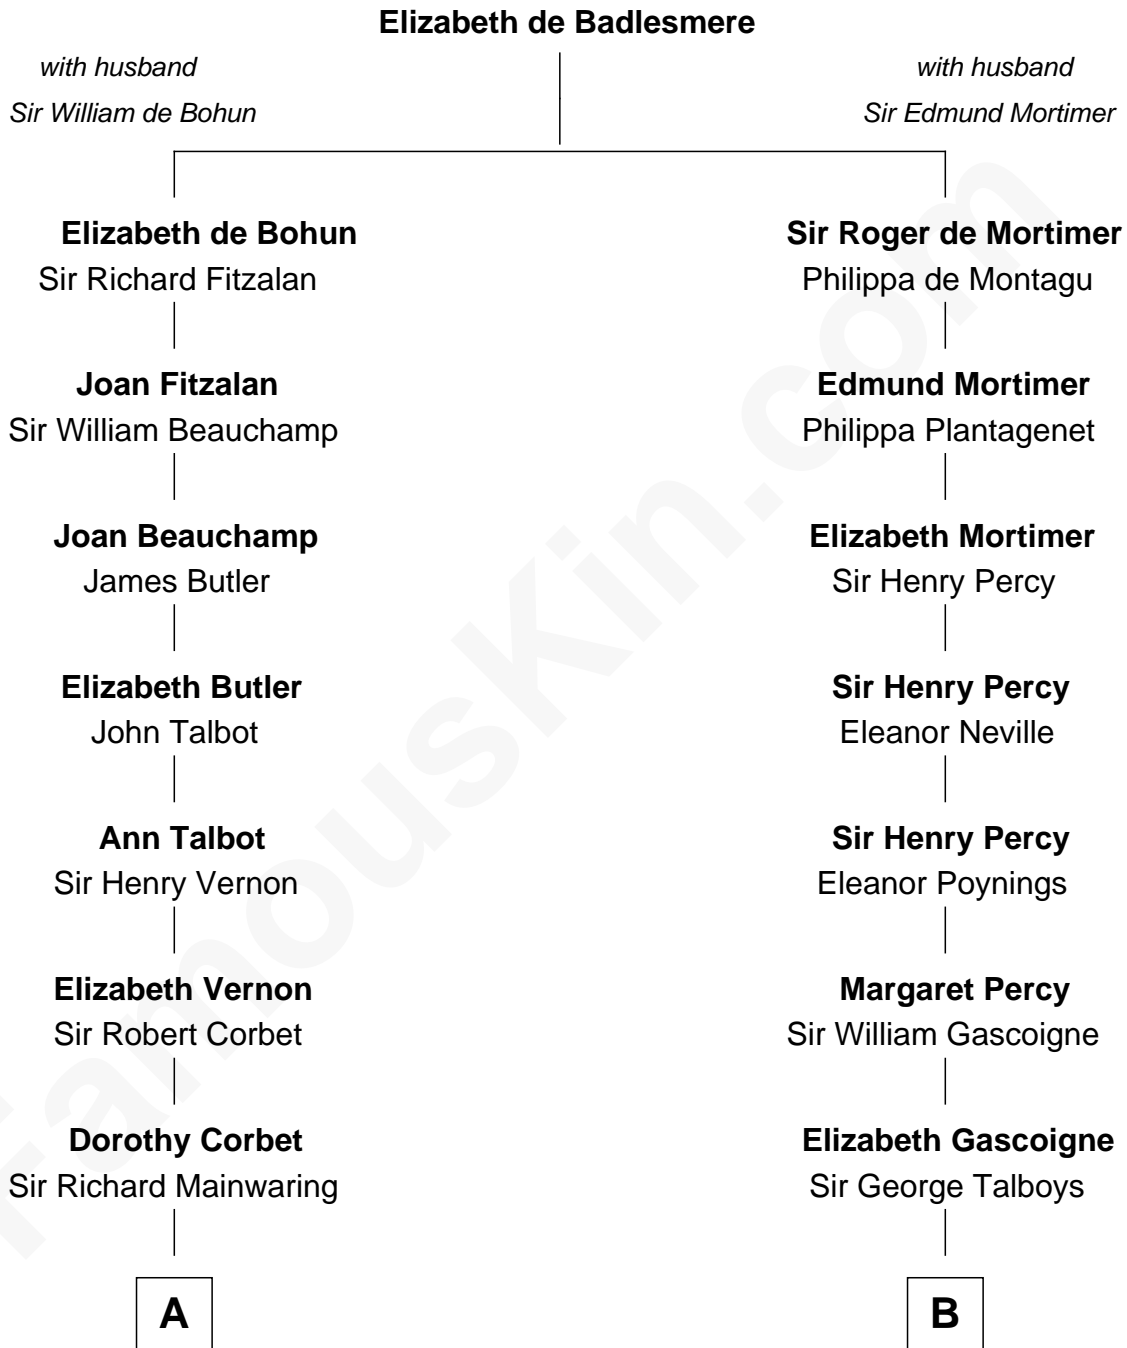 Elizabeth de Badlesmere
with husband
Sir William de Bohun
with husband
Sir Edmund Mortimer
Elizabeth de Bohun
Sir Richard Fitzalan
Sir Roger de Mortimer
Philippa de Montagu
Joan Fitzalan
Sir William Beauchamp
Edmund Mortimer
Philippa Plantagenet
Joan Beauchamp
James Butler
Elizabeth Mortimer
Sir Henry Percy
Elizabeth Butler
John Talbot
Sir Henry Percy
Eleanor Neville
Ann Talbot
Sir Henry Vernon
Sir Henry Percy
Eleanor Poynings
Elizabeth Vernon
Sir Robert Corbet
Margaret Percy
Sir William Gascoigne
Dorothy Corbet
Sir Richard Mainwaring
Elizabeth Gascoigne
Sir George Talboys
A
B
FamousKin.com